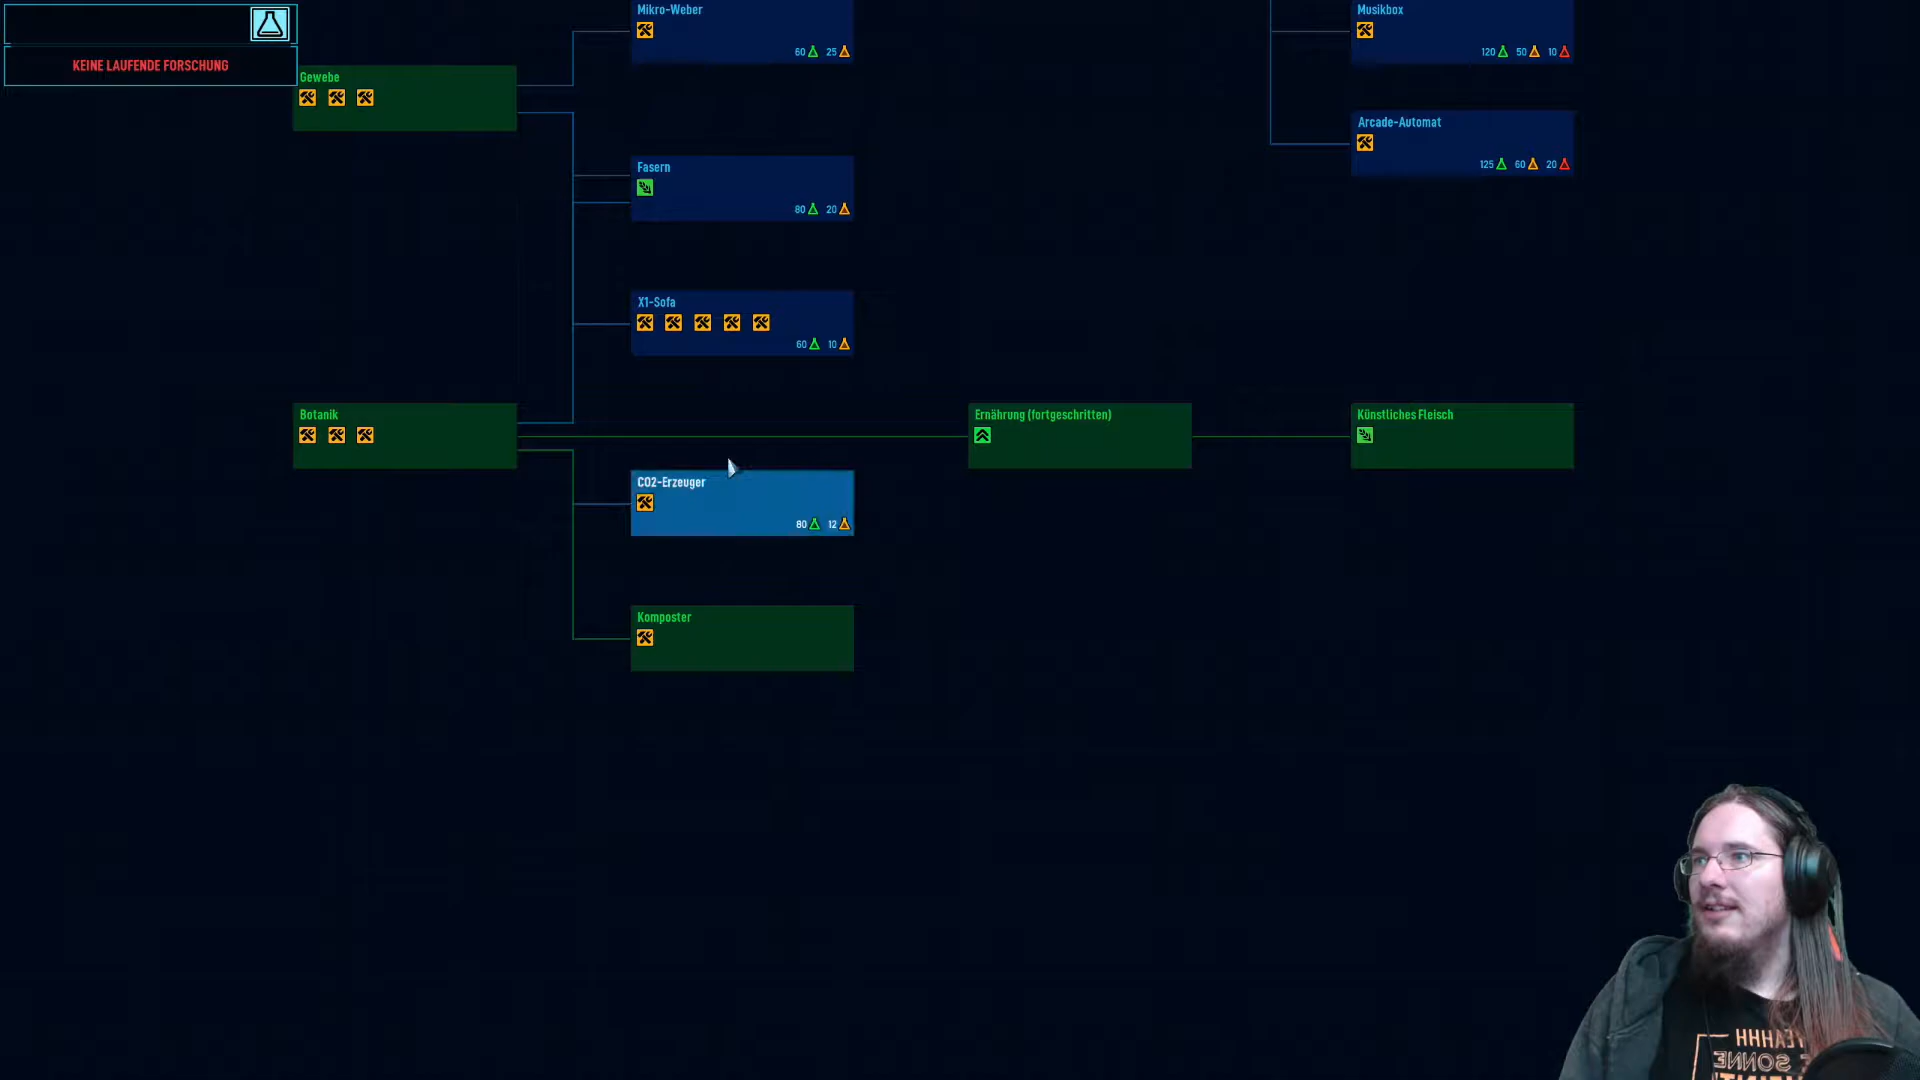 KEINE LAUFENDE FORSCHUNG
Gewebe
Mikro-Weber
60 25
Fasern
80 20
X1-Sofa
60 10
Botanik
CO2-Erzeuger
80 12
Komposter
Ernährung (fortgeschritten)
Künstliches Fleisch
Musikbox
120 50 10
Arcade-Automat
125 60 20
SONNE